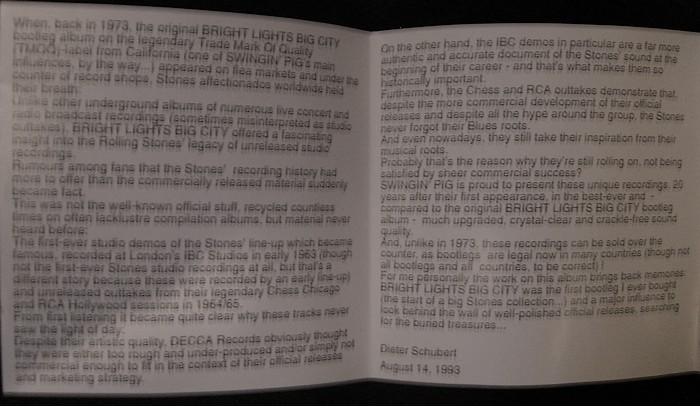 When, back in 1973, the original BRIGHT LIGHTS BIG CITY
bootleg album on the legendary Trade Mark Of Quality
(TMOQ)-label from California (one of SWINGIN' PIG's main
influences, by the way...) appeared on flea markets and under the
counter of record shops, Stones affectionados worldwide held
their breath:
Unlike other underground albums of numerous live concert and
radio broadcast recordings (sometimes misinterpreted as studio
outtakes), BRIGHT LIGHTS BIG CITY offered a fascinating
insight into the Rolling Stones' legacy of unreleased studio
recordings.
Rumours among fans that the Stones' recording history had
more to offer than the commercially released material suddenly
became fact.
This was not the well-known official stuff, recycled countless
times on often lacklustre compilation albums, but material never
heard before:
The first-ever studio demos of the Stones' line-up which became
famous, recorded at London's IBC Studios in early 1963 (though
not the first-ever Stones studio recordings at all, but that's a
different story because these were recorded by an early line-up)
and unreleased outtakes from their legendary Chess Chicago
and RCA Hollywood sessions in 1964/65.
From first listening it became quite clear why these tracks never
saw the light of day:
Despite their artistic quality, DECCA Records obviously thought
they were either too rough and under-produced and/or simply not
commercial enough to fit in the context of their official releases
and marketing strategy.
On the other hand, the IBC demos in particular are a far more
authentic and accurate document of the Stones' sound at the
beginning of their career - and that's what makes them so
historically important.
Furthermore, the Chess and RCA outtakes demonstrate that,
despite the more commercial development of their official
releases and despite all the hype around the group, the Stones
never forgot their Blues roots.
And even nowadays, they still take their inspiration from their
musical roots.
Probably that's the reason why they're still rolling on, not being
satisfied by sheer commercial success?
SWINGIN' PIG is proud to present these unique recordings, 20
years after their first appearance, in the best-ever and -
compared to the original BRIGHT LIGHTS BIG CITY bootleg
album - much upgraded, crystal-clear and crackle-free sound
quality.
And, unlike in 1973, these recordings can be sold over the
counter, as bootlegs are legal now in many countries (though not
all bootlegs and all countries, to be correct) !
For me personally the work on this album brings back memories:
BRIGHT LIGHTS BIG CITY was the first bootleg I ever bought
(the start of a big Stones collection...) and a major influence to
look behind the wall of well-polished official releases, searching
for the buried treasures...
Dieter Schubert
August 14, 1993